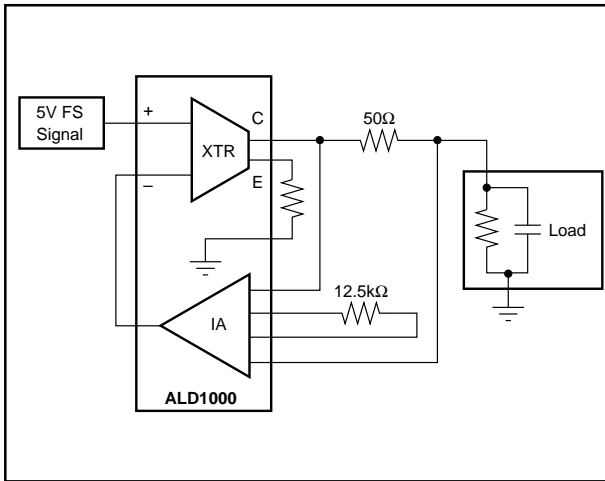 5V FS
Signal
+
–
XTR
C
E
50Ω
Load
12.5kΩ
IA
ALD1000